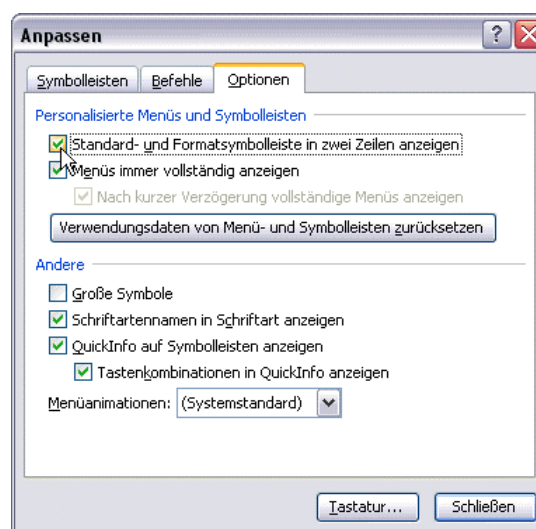 Anpassen
Symbolleisten Befehle Optionen
Personalisierte Menüs und Symbolleisten
Standard- und Formatsymbolleiste in zwei Zeilen anzeigen
Menüs immer vollständig anzeigen
Nach kurzer Verzögerung vollständige Menüs anzeigen
Verwendungsdaten von Menü- und Symbolleisten zurücksetzen
Andere
Große Symbole
Schriftartennamen in Schriftart anzeigen
QuickInfo auf Symbolleisten anzeigen
Tastenkombinationen in QuickInfo anzeigen
Menüanimationen: (Systemstandard)
Tastatur... Schließen